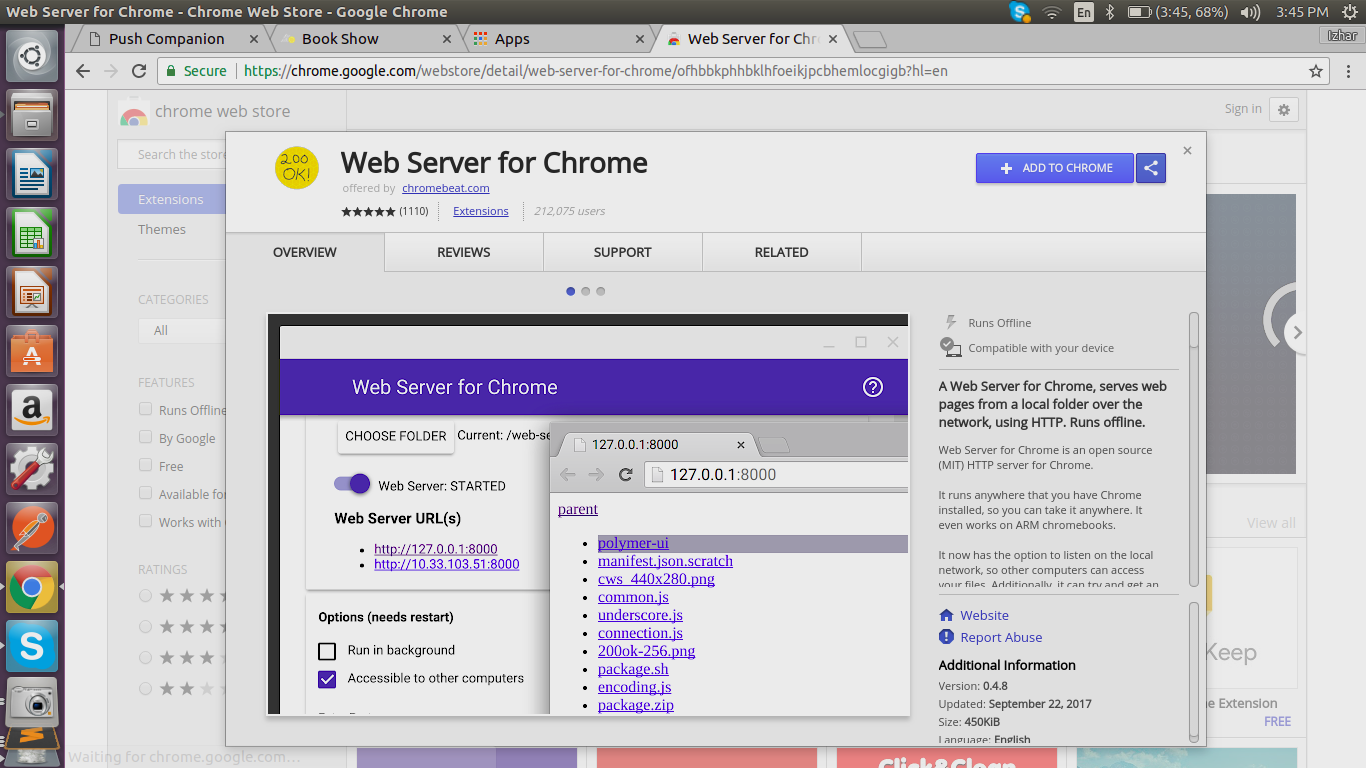 Web Server for Chrome - Chrome Web Store - Google Chrome
En
(3:45, 68%)
3:45 PM
Push Companion
Book Show
Apps
Web Server for Chr
Izhar
Secure
https://chrome.google.com/webstore/detail/web-server-for-chrome/ofhbbkphhbklhfoeikjpcbhemlocgigb?hl=en
chrome web store
Sign in
Search the store
Extensions
Themes
CATEGORIES
All
FEATURES
Runs Offline
By Google
Free
Available for
Works with
RATINGS
200 OK!
Web Server for Chrome
offered by chromebeat.com
(1110)
Extensions
212,075 users
ADD TO CHROME
OVERVIEW
REVIEWS
SUPPORT
RELATED
Web Server for Chrome
CHOOSE FOLDER
Current: /web-se
Web Server: STARTED
Web Server URL(s)
http://127.0.0.1:8000
http://10.33.103.51:8000
Options (needs restart)
Run in background
Accessible to other computers
127.0.0.1:8000
127.0.0.1:8000
parent
polymer-ui
manifest.json.scratch
cws_440x280.png
common.js
underscore.js
connection.js
200ok-256.png
package.sh
encoding.js
package.zip
Runs Offline
Compatible with your device
A Web Server for Chrome, serves web
pages from a local folder over the
network, using HTTP. Runs offline.
Web Server for Chrome is an open source
(MIT) HTTP server for Chrome.
It runs anywhere that you have Chrome
installed, so you can take it anywhere. It
even works on ARM chromebooks.
It now has the option to listen on the local
network, so other computers can access
your files. Additionally, it can try and get an
Website
Report Abuse
Additional Information
Version: 0.4.8
Updated: September 22, 2017
Size: 450KiB
Language: English
View all
Keep
e Extension
FREE
Click&Clean
Waiting for chrome.google.com...